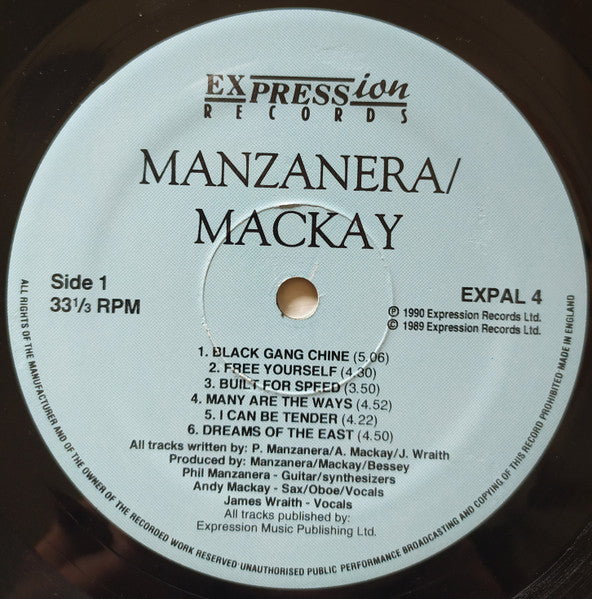 EXPRESSion
RECORDS
MANZANERA/
MACKAY
Side 1
33 1/3 RPM
EXPAL 4
Ⓟ 1990 Expression Records Ltd.
© 1989 Expression Records Ltd.
1. BLACK GANG CHINE (5.06)
2. FREE YOURSELF (4.30)
3. BUILT FOR SPEED (3.50)
4. MANY ARE THE WAYS (4.52)
5. I CAN BE TENDER (4.22)
6. DREAMS OF THE EAST (4.50)
All tracks written by: P. Manzanera/A. Mackay/J. Wraith
Produced by: Manzanera/Mackay/Bessey
Phil Manzanera - Guitar/synthesizers
Andy Mackay - Sax/Oboe/Vocals
James Wraith - Vocals
All tracks published by:
Expression Music Publishing Ltd.
ALL RIGHTS OF THE MANUFACTURER AND OF THE OWNER OF THE RECORDED WORK RESERVED UNAUTHORISED PUBLIC PERFORMANCE BROADCASTING AND COPYING OF THIS RECORD PROHIBITED MADE IN ENGLAND